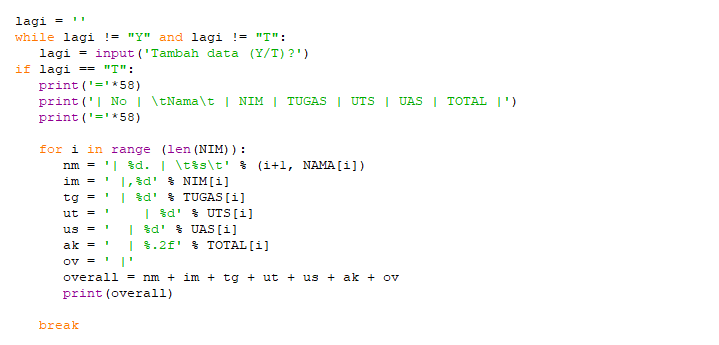 lagi = ''
while lagi != "Y" and lagi != "T":
   lagi = input('Tambah data (Y/T)?')
if lagi == "T":
   print('='*58)
   print('| No | \tNama\t | NIM | TUGAS | UTS | UAS | TOTAL |')
   print('='*58)

   for i in range (len(NIM)):
      nm = '| %d. | \t%s\t' % (i+1, NAMA[i])
      im = ' |,%d' % NIM[i]
      tg = ' | %d' % TUGAS[i]
      ut = '    | %d' % UTS[i]
      us = '  | %d' % UAS[i]
      ak = '  | %.2f' % TOTAL[i]
      ov = ' |'
      overall = nm + im + tg + ut + us + ak + ov
      print(overall)

   break